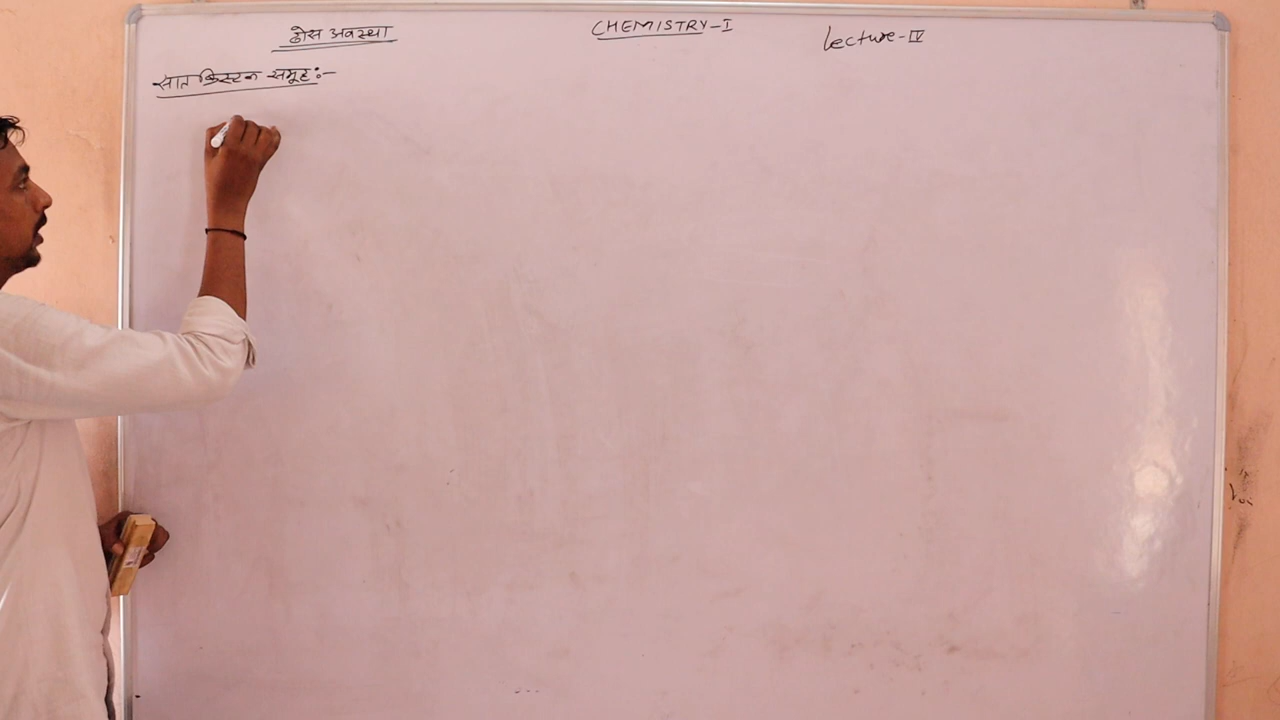 ठोस अवस्था CHEMISTRY-I Lecture-IV
सात क्रिस्टल समूह :-